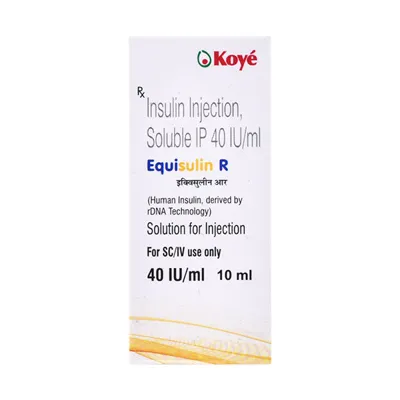 Koyé
Rx
Insulin Injection,
Soluble IP 40 IU/ml
Equisulin R
इक्विसुलीन आर
(Human Insulin, derived by
rDNA Technology)
Solution for Injection
For SC/IV use only
40 IU/ml 10 ml